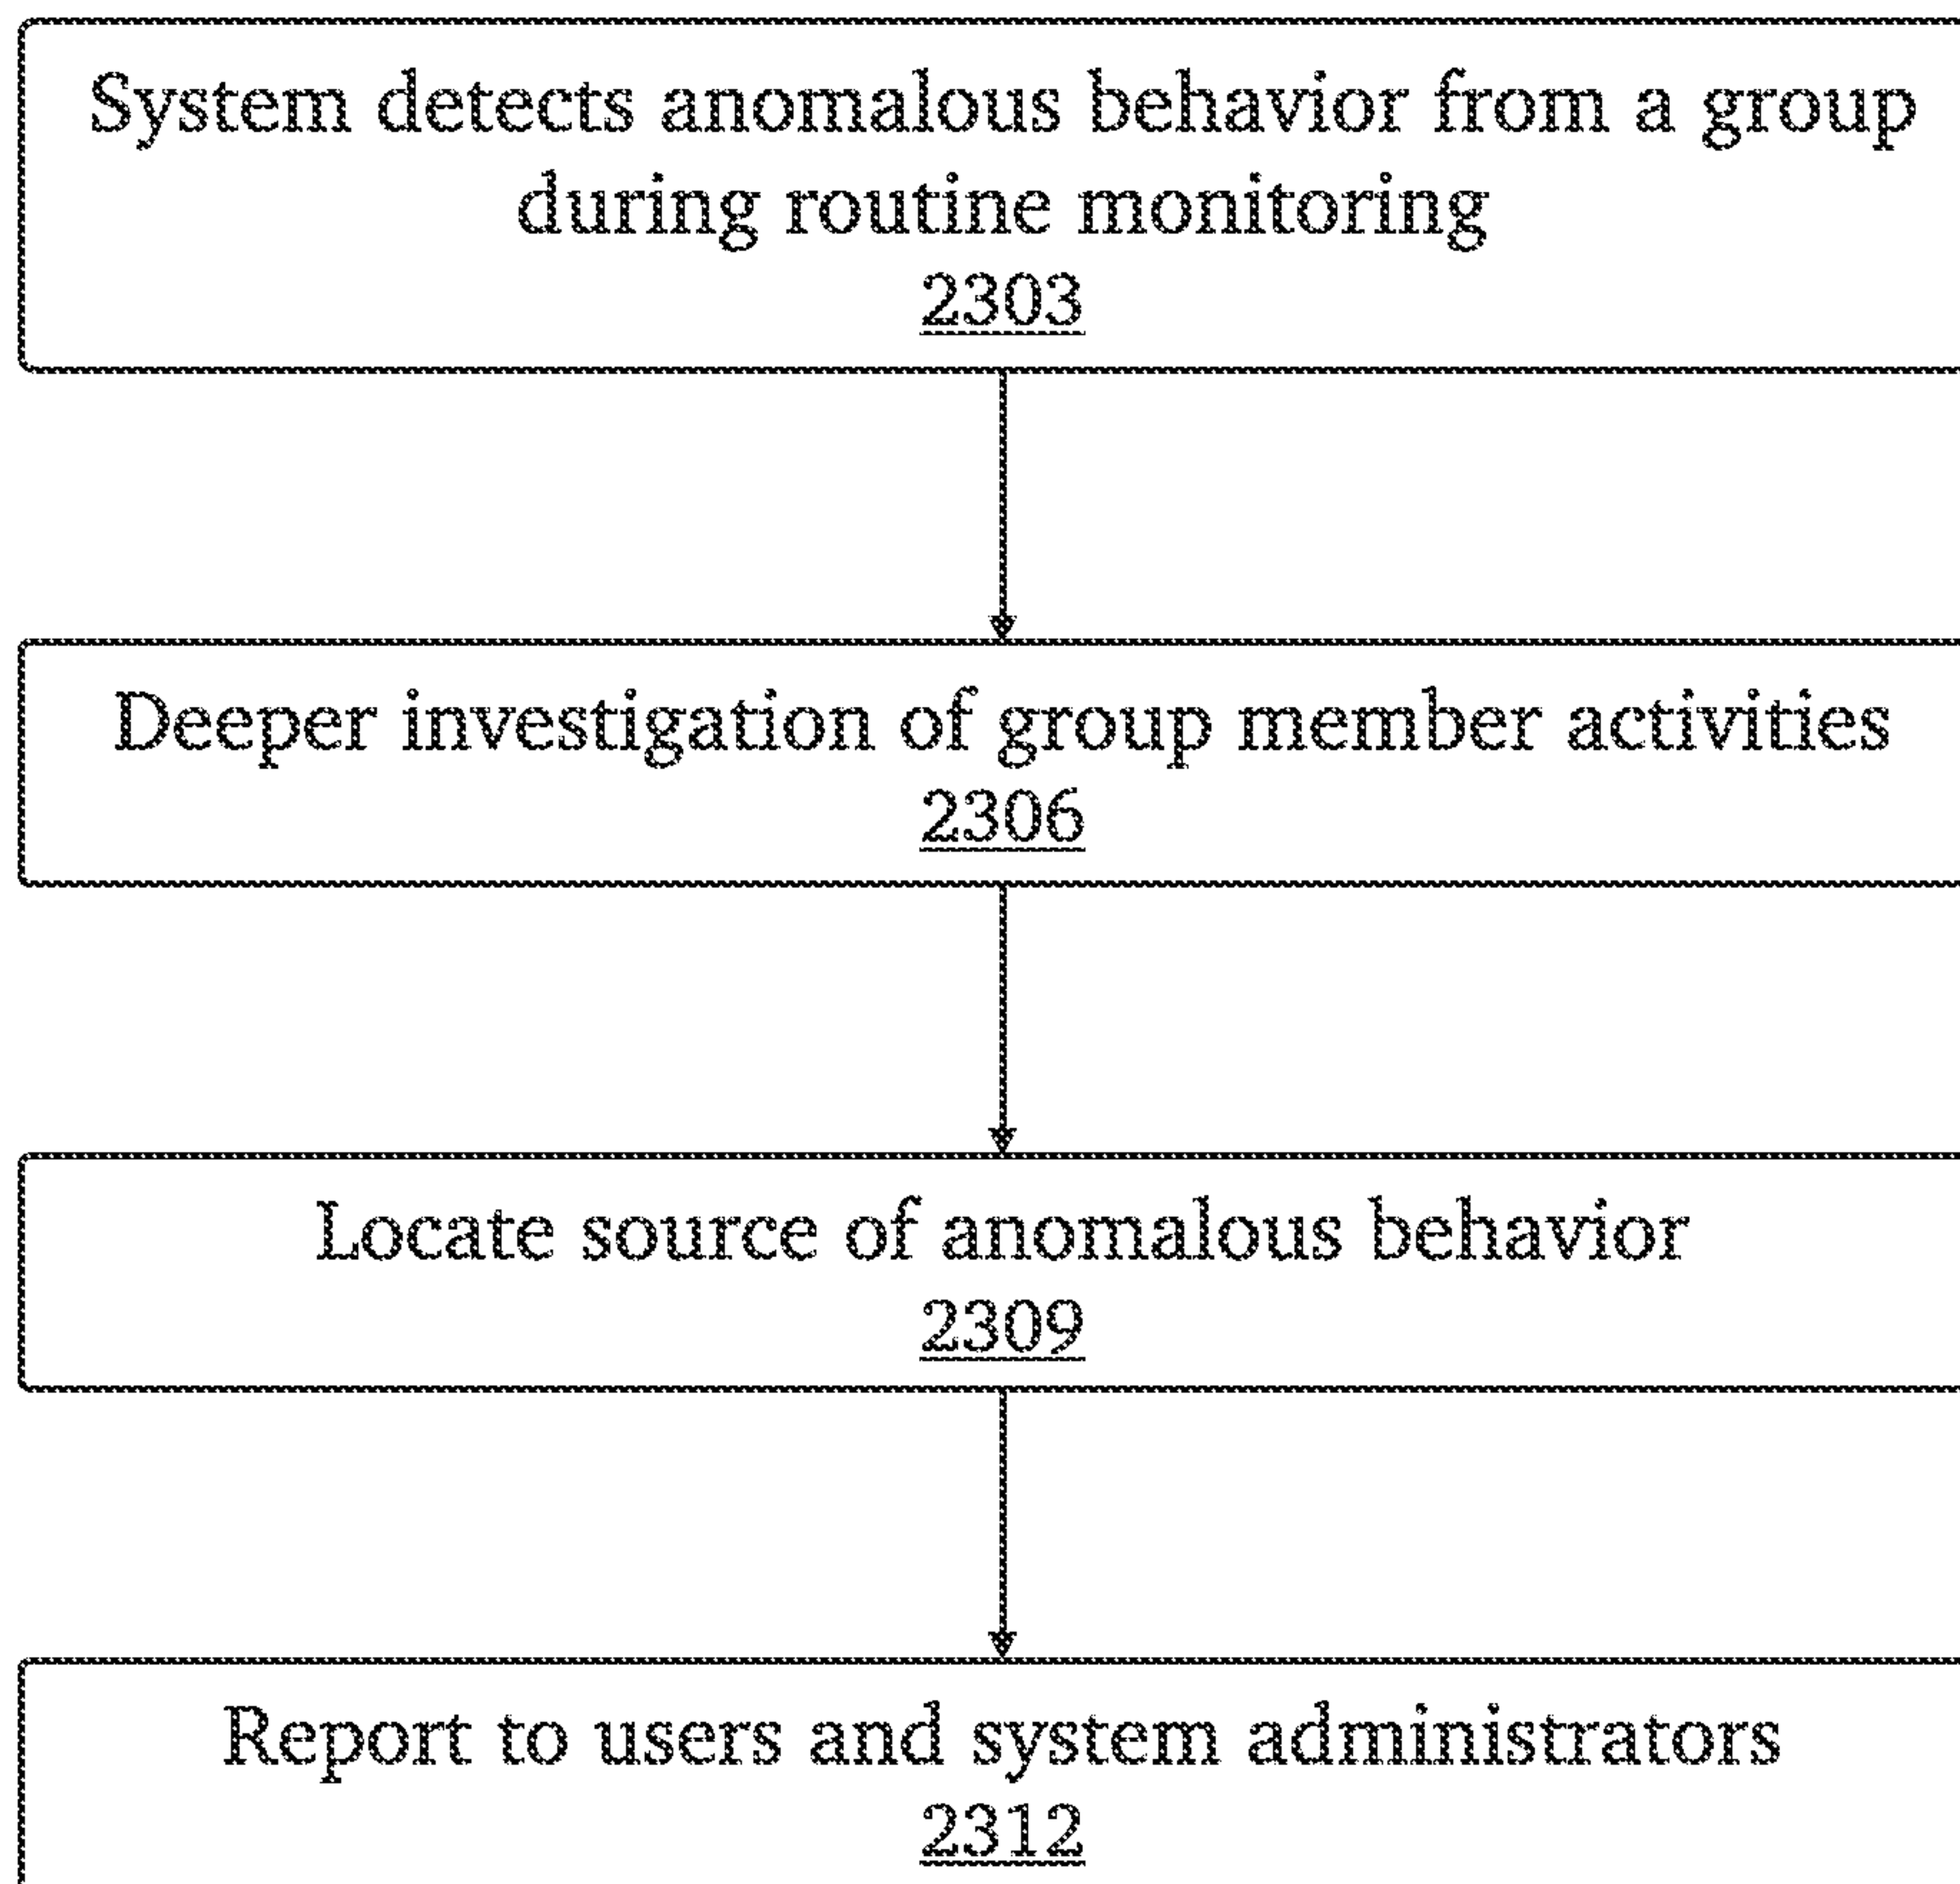 System detects anomalous behavior from a group
during routine monitoring
2303
Deeper investigation of group member activities
2306
Locate source of anomalous behavior
2309
Report to users and system administrators
2312